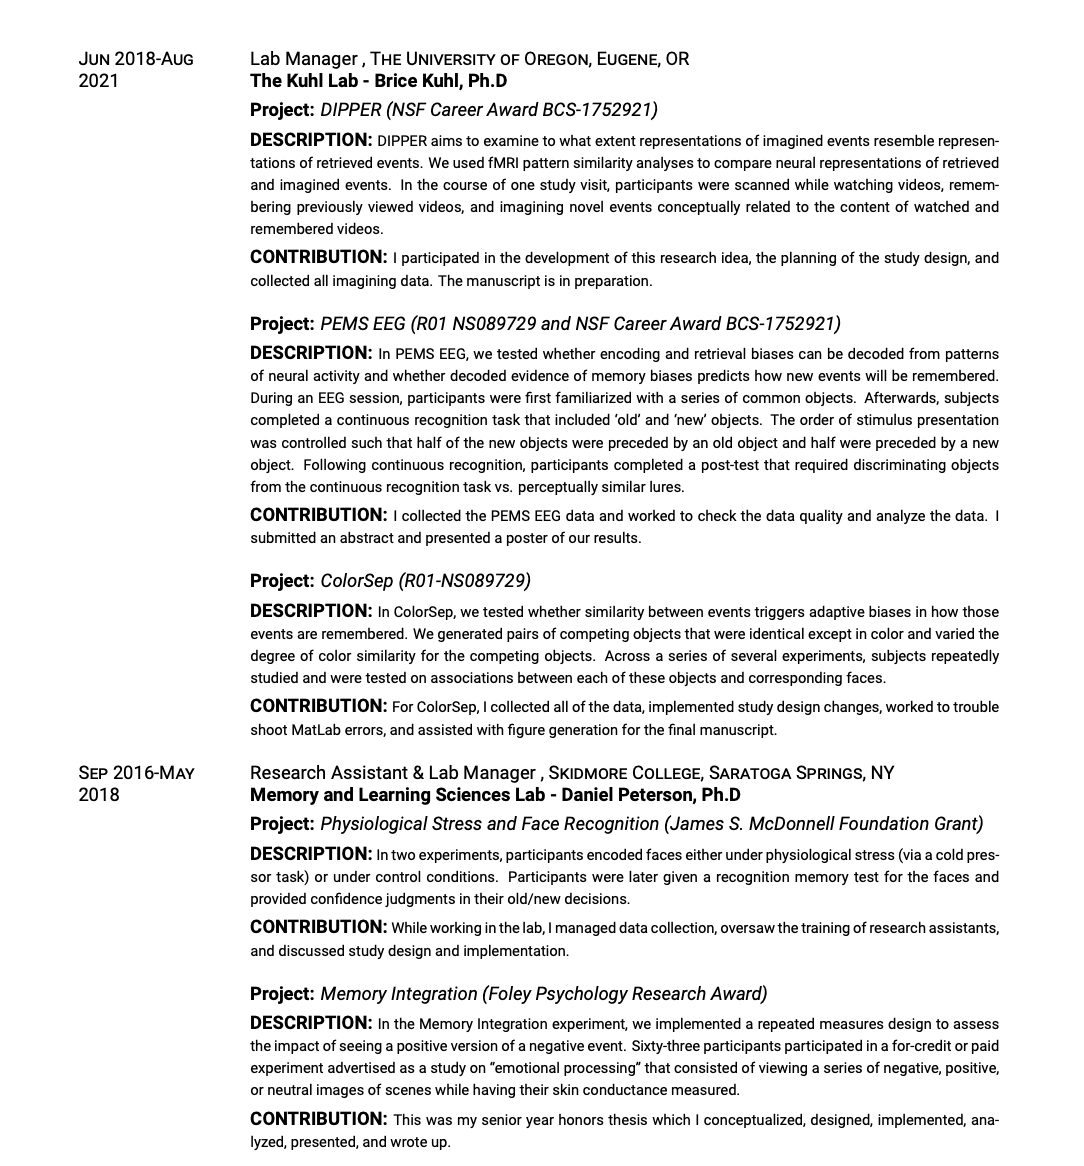 Jun 2018-Aug 2021
Lab Manager , The University of Oregon, Eugene, OR
The Kuhl Lab - Brice Kuhl, Ph.D
Project: DIPPER (NSF Career Award BCS-1752921)
DESCRIPTION: DIPPER aims to examine to what extent representations of imagined events resemble represen-
tations of retrieved events. We used fMRI pattern similarity analyses to compare neural representations of retrieved
and imagined events. In the course of one study visit, participants were scanned while watching videos, remem-
bering previously viewed videos, and imagining novel events conceptually related to the content of watched and
remembered videos.
CONTRIBUTION: I participated in the development of this research idea, the planning of the study design, and
collected all imagining data. The manuscript is in preparation.
Project: PEMS EEG (R01 NS089729 and NSF Career Award BCS-1752921)
DESCRIPTION: In PEMS EEG, we tested whether encoding and retrieval biases can be decoded from patterns
of neural activity and whether decoded evidence of memory biases predicts how new events will be remembered.
During an EEG session, participants were first familiarized with a series of common objects. Afterwards, subjects
completed a continuous recognition task that included ‘old’ and ‘new’ objects. The order of stimulus presentation
was controlled such that half of the new objects were preceded by an old object and half were preceded by a new
object. Following continuous recognition, participants completed a post-test that required discriminating objects
from the continuous recognition task vs. perceptually similar lures.
CONTRIBUTION: I collected the PEMS EEG data and worked to check the data quality and analyze the data. I
submitted an abstract and presented a poster of our results.
Project: ColorSep (R01-NS089729)
DESCRIPTION: In ColorSep, we tested whether similarity between events triggers adaptive biases in how those
events are remembered. We generated pairs of competing objects that were identical except in color and varied the
degree of color similarity for the competing objects. Across a series of several experiments, subjects repeatedly
studied and were tested on associations between each of these objects and corresponding faces.
CONTRIBUTION: For ColorSep, I collected all of the data, implemented study design changes, worked to trouble
shoot MatLab errors, and assisted with figure generation for the final manuscript.
Sep 2016-May 2018
Research Assistant & Lab Manager , Skidmore College, Saratoga Springs, NY
Memory and Learning Sciences Lab - Daniel Peterson, Ph.D
Project: Physiological Stress and Face Recognition (James S. McDonnell Foundation Grant)
DESCRIPTION: In two experiments, participants encoded faces either under physiological stress (via a cold pres-
sor task) or under control conditions. Participants were later given a recognition memory test for the faces and
provided confidence judgments in their old/new decisions.
CONTRIBUTION: While working in the lab, I managed data collection, oversaw the training of research assistants,
and discussed study design and implementation.
Project: Memory Integration (Foley Psychology Research Award)
DESCRIPTION: In the Memory Integration experiment, we implemented a repeated measures design to assess
the impact of seeing a positive version of a negative event. Sixty-three participants participated in a for-credit or paid
experiment advertised as a study on “emotional processing” that consisted of viewing a series of negative, positive,
or neutral images of scenes while having their skin conductance measured.
CONTRIBUTION: This was my senior year honors thesis which I conceptualized, designed, implemented, ana-
lyzed, presented, and wrote up.